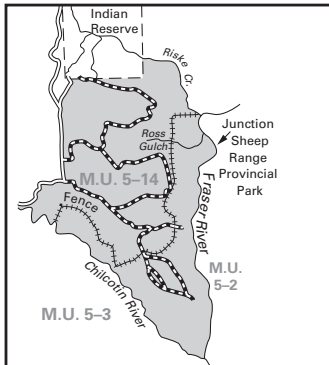 Indian
Reserve
Riske
Cr.
Junction
Sheep
Range
Provincial
Park
Ross
Gulch
M.U. 5–14
Fence
Fraser River
M.U.
5–2
Chilcotin River
M.U. 5–3